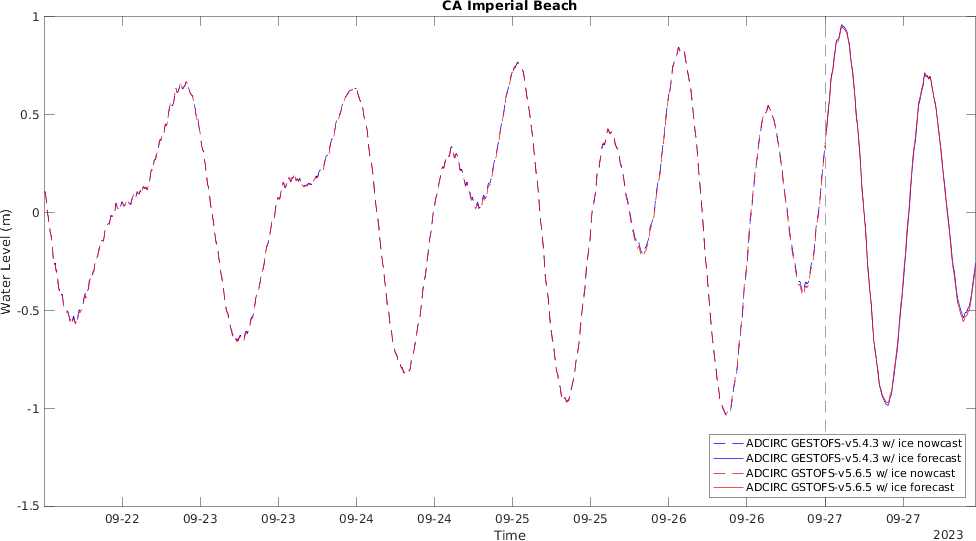 CA Imperial Beach
1
0.5
0
-0.5
-1
-1.5
Water Level (m)
09-22
09-23
09-23
09-24
09-24
09-25
09-25
09-26
09-26
09-27
09-27
Time
2023
ADCIRC GESTOFS-v5.4.3 w/ ice nowcast
ADCIRC GESTOFS-v5.4.3 w/ ice forecast
ADCIRC GSTOFS-v5.6.5 w/ ice nowcast
ADCIRC GSTOFS-v5.6.5 w/ ice forecast